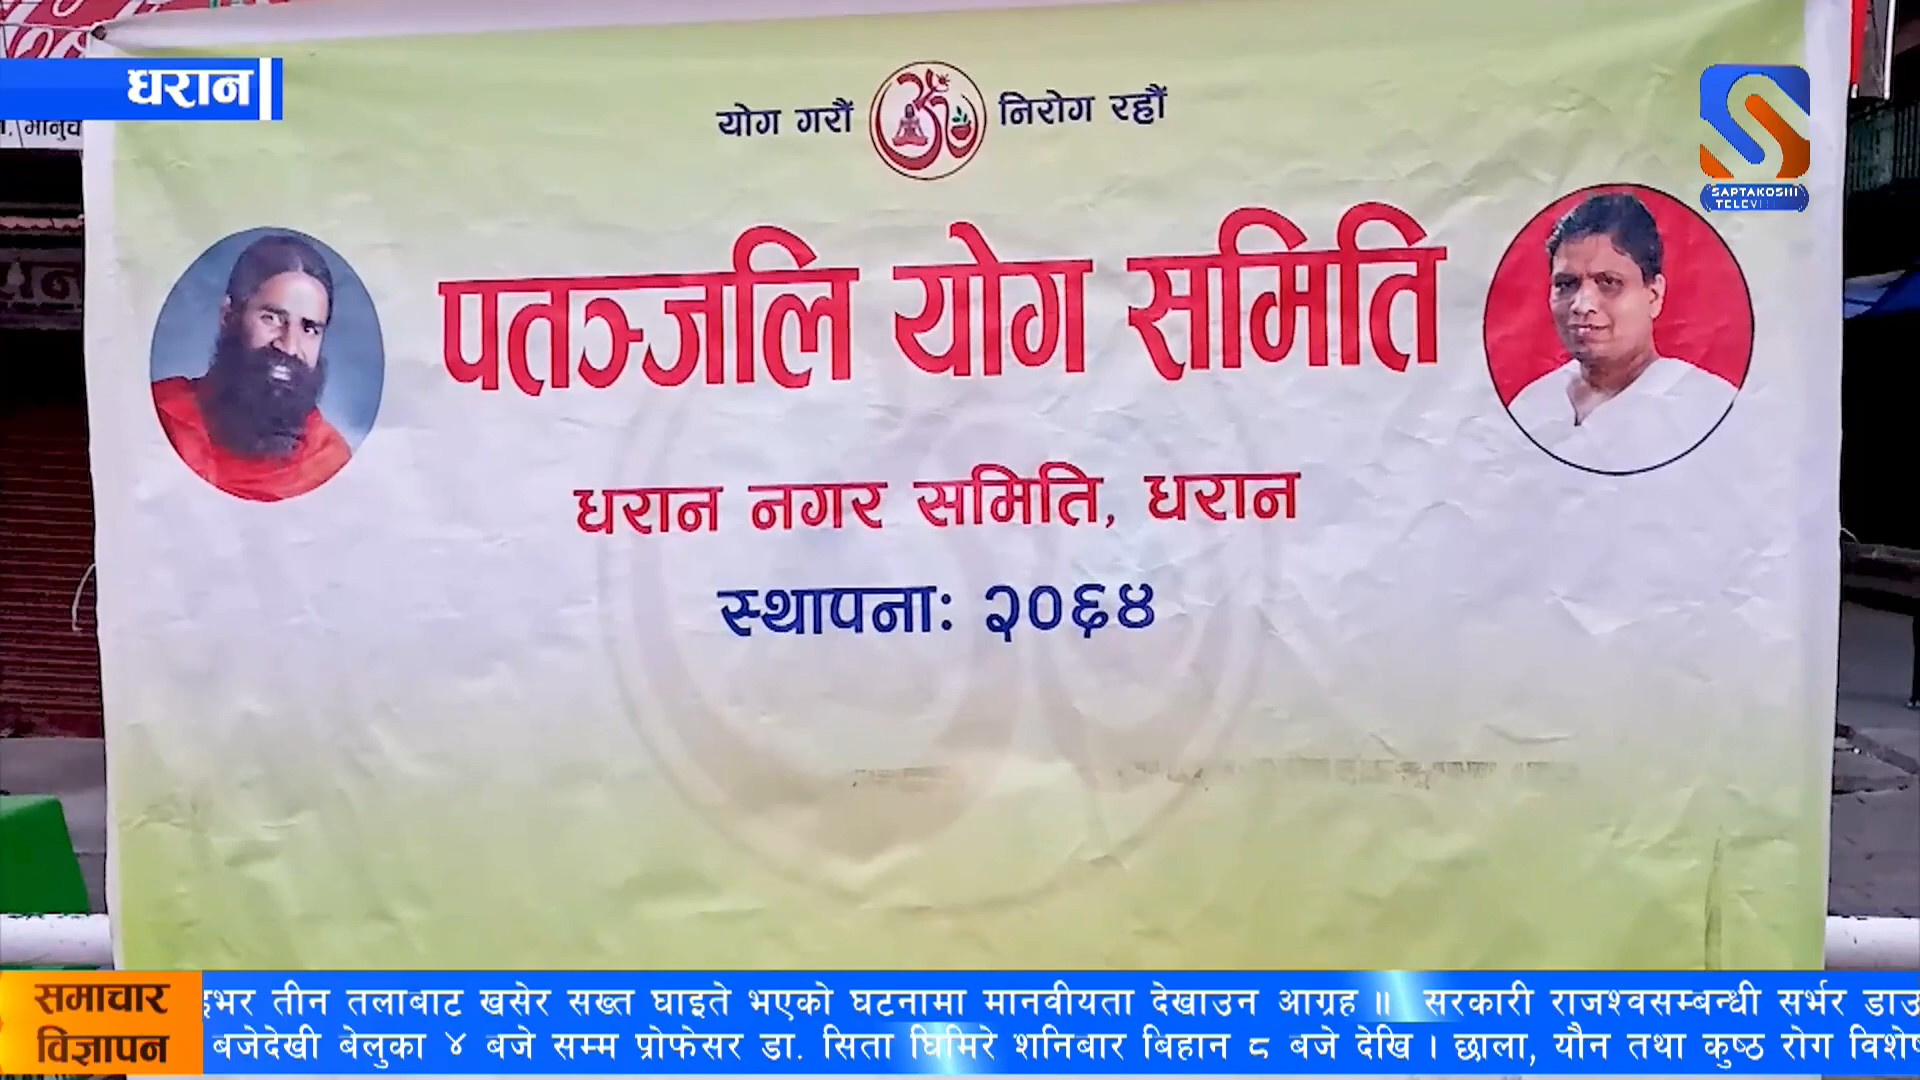 धरान
योग गरौं निरोग रहौं
SAPTAKOSHI
पतञ्जलि योग समिति
धरान नगर समिति, धरान
स्थापनाः २०६४
समाचार
तीन तलाबाट खसेर सख्त घाइते भएको घटनामा मानवीयता देखाउन आग्रह ॥ सरकारी राजश्वसम्बन्धी सर्भर
विज्ञापन
बजेदेखी बेलुका ४ बजे सम्म प्रोफेसर डा. सिता घिमिरे शनिबार बिहान ८ बजे देखि । छाला, यौन तथा कुष्ठ रोग